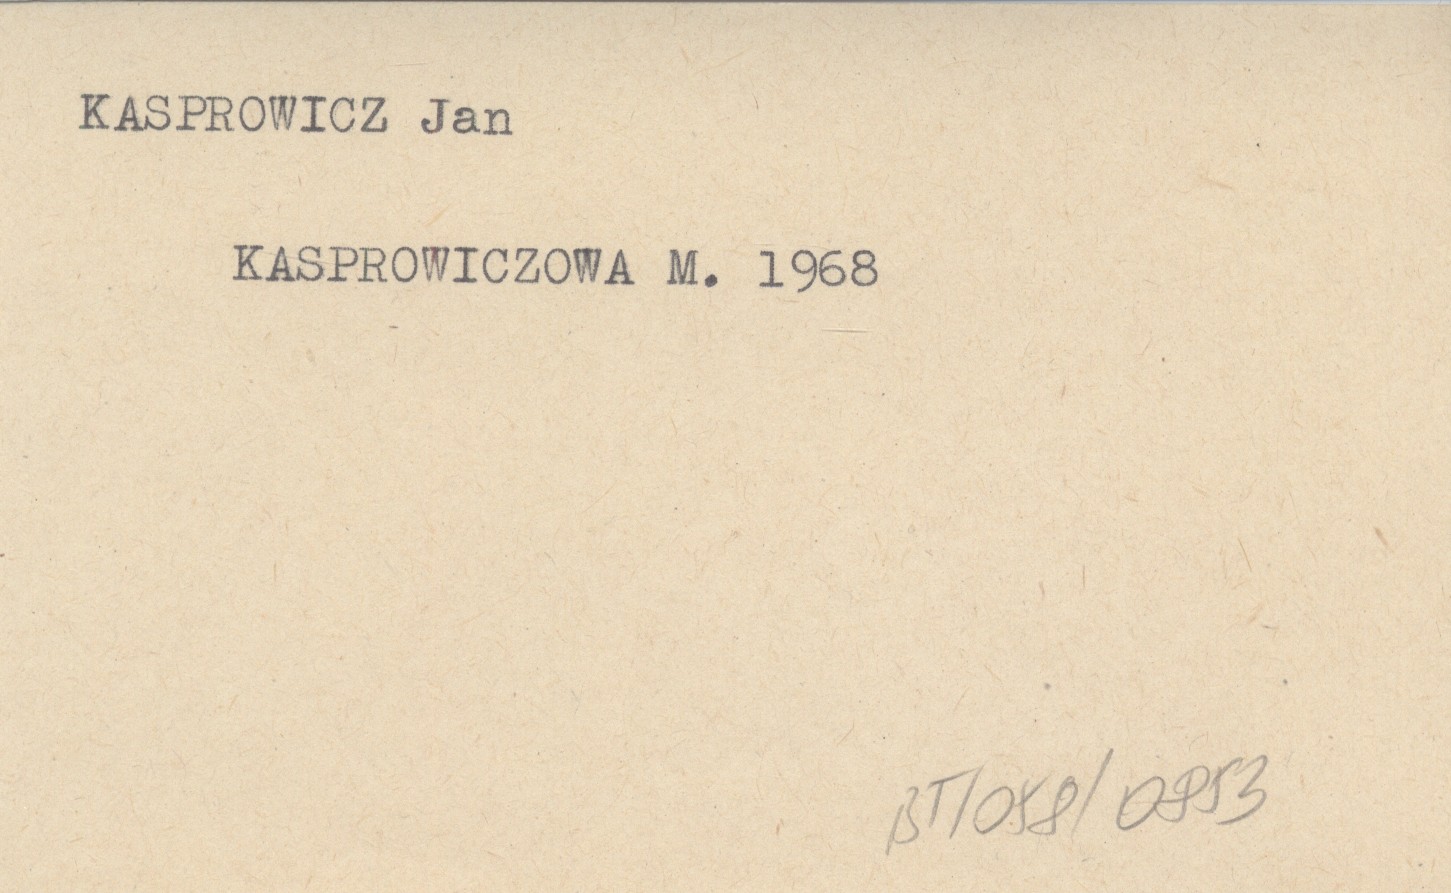 KASPROWICZ Jan
KASPROWICZOWA M. 1968
BT/058/0853